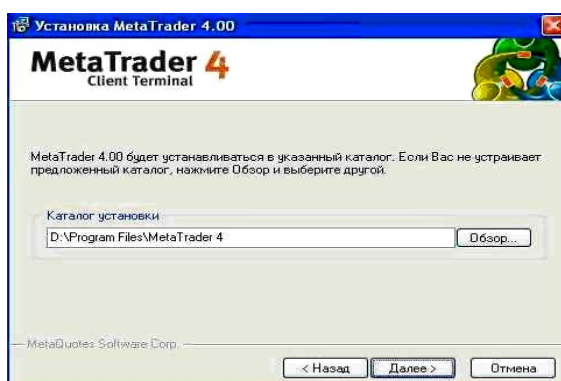 Установка MetaTrader 4.00
MetaTrader 4
Client Terminal
MetaTrader 4.00 будет устанавливаться в указанный каталог. Если Вас не устраивает
предложенный каталог, нажмите Обзор и выберите другой.
Каталог установки
D:\Program Files\MetaTrader 4
Обзор...
MetaQuotes Software Corp.
< Назад Далее > Отмена